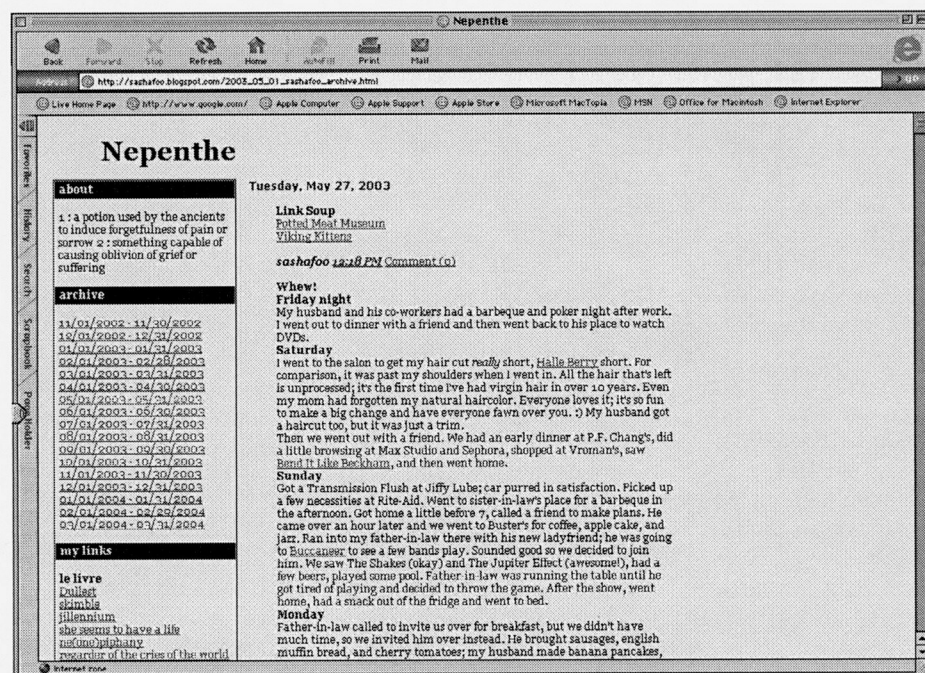 Nepenthe
Back Forward Stop Refresh Home AutoFill Print Mail
Address http://sashafoo.blogspot.com/2003_05_01_sashafoo_archive.html go
Live Home Page http://www.google.com/ Apple Computer Apple Support Apple Store Microsoft MacTopia MSN Office for Macintosh Internet Explorer
Favorites
History
Search
Scrapbook
Page Holder
Nepenthe
about
1 : a potion used by the ancients
to induce forgetfulness of pain or
sorrow 2 : something capable of
causing oblivion of grief or
suffering
archive
11/01/2002 - 11/30/2002
12/01/2002 - 12/31/2002
01/01/2003 - 01/31/2003
02/01/2003 - 02/28/2003
03/01/2003 - 03/31/2003
04/01/2003 - 04/30/2003
05/01/2003 - 05/31/2003
06/01/2003 - 06/30/2003
07/01/2003 - 07/31/2003
08/01/2003 - 08/31/2003
09/01/2003 - 09/30/2003
10/01/2003 - 10/31/2003
11/01/2003 - 11/30/2003
12/01/2003 - 12/31/2003
01/01/2004 - 01/31/2004
02/01/2004 - 02/29/2004
03/01/2004 - 03/31/2004
my links
le livre
Dullest
skimble
jillennium
she seems to have a life
ne(one)piphany
regarder of the cries of the world
Tuesday, May 27, 2003
Link Soup
Potted Meat Museum
Viking Kittens
sashafoo 12:18 PM Comment (0)
Whew!
Friday night
My husband and his co-workers had a barbeque and poker night after work.
I went out to dinner with a friend and then went back to his place to watch
DVDs.
Saturday
I went to the salon to get my hair cut really short, Halle Berry short. For
comparison, it was past my shoulders when I went in. All the hair that's left
is unprocessed; it's the first time I've had virgin hair in over 10 years. Even
my mom had forgotten my natural haircolor. Everyone loves it; it's so fun
to make a big change and have everyone fawn over you. :) My husband got
a haircut too, but it was just a trim.
Then we went out with a friend. We had an early dinner at P.F. Chang's, did
a little browsing at Max Studio and Sephora, shopped at Vroman's, saw
Bend It Like Beckham, and then went home.
Sunday
Got a Transmission Flush at Jiffy Lube; car purred in satisfaction. Picked up
a few necessities at Rite-Aid. Went to sister-in-law's place for a barbeque in
the afternoon. Got home a little before 7, called a friend to make plans. He
came over an hour later and we went to Buster's for coffee, apple cake, and
jazz. Ran into my father-in-law there with his new ladyfriend; he was going
to Buccaneer to see a few bands play. Sounded good so we decided to join
him. We saw The Shakes (okay) and The Jupiter Effect (awesome!), had a
few beers, played some pool. Father-in-law was running the table until he
got tired of playing and decided to throw the game. After the show, went
home, had a snack out of the fridge and went to bed.
Monday
Father-in-law called to invite us over for breakfast, but we didn't have
much time, so we invited him over instead. He brought sausages, english
muffin bread, and cherry tomatoes; my husband made banana pancakes,
Internet zone